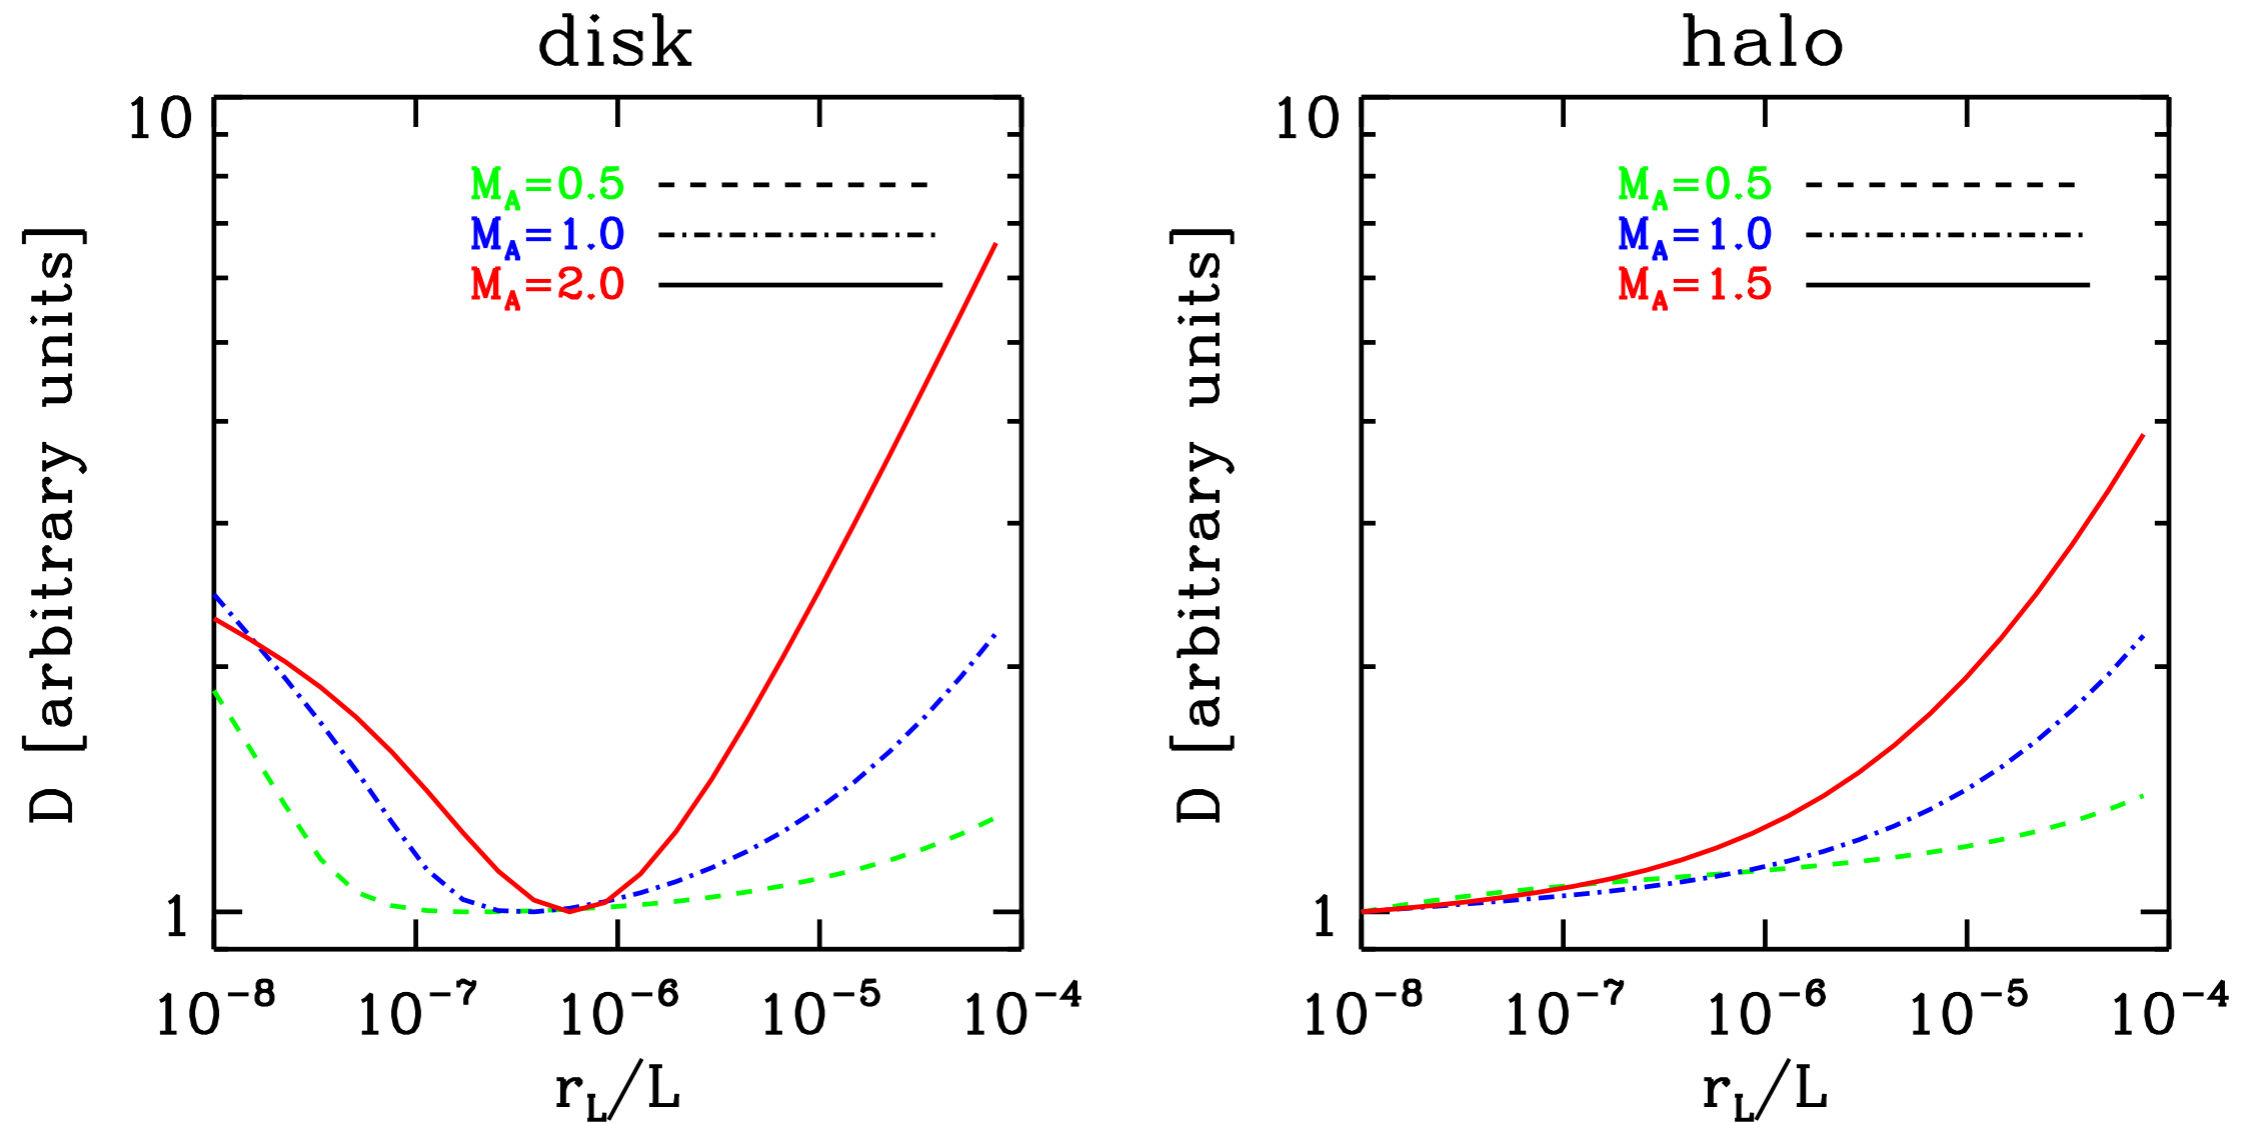 disk
10
1
D [arbitrary units]
M_A=0.5
M_A=1.0
M_A=2.0
10^-8 10^-7 10^-6 10^-5 10^-4
r_L/L
halo
10
1
D [arbitrary units]
M_A=0.5
M_A=1.0
M_A=1.5
10^-8 10^-7 10^-6 10^-5 10^-4
r_L/L